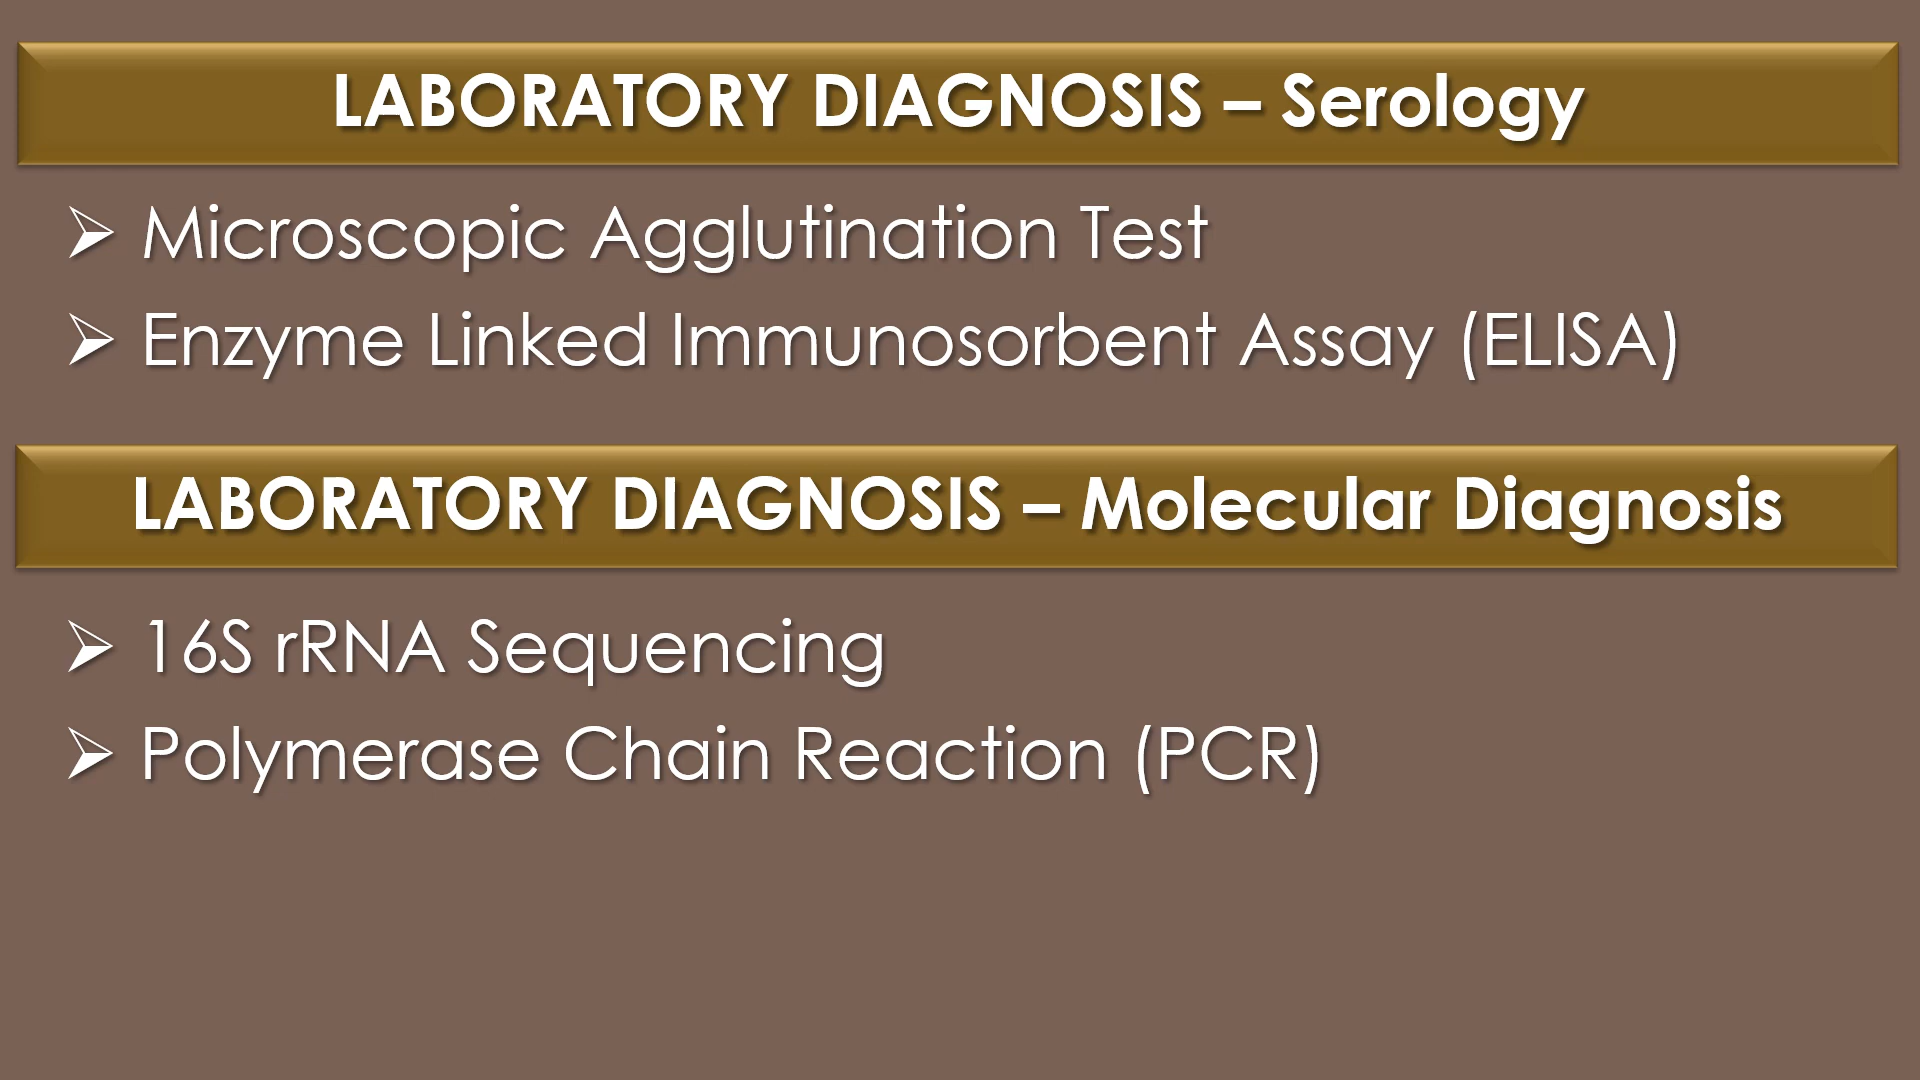 LABORATORY DIAGNOSIS – Serology
➢ Microscopic Agglutination Test
➢ Enzyme Linked Immunosorbent Assay (ELISA)
LABORATORY DIAGNOSIS – Molecular Diagnosis
➢ 16S rRNA Sequencing
➢ Polymerase Chain Reaction (PCR)